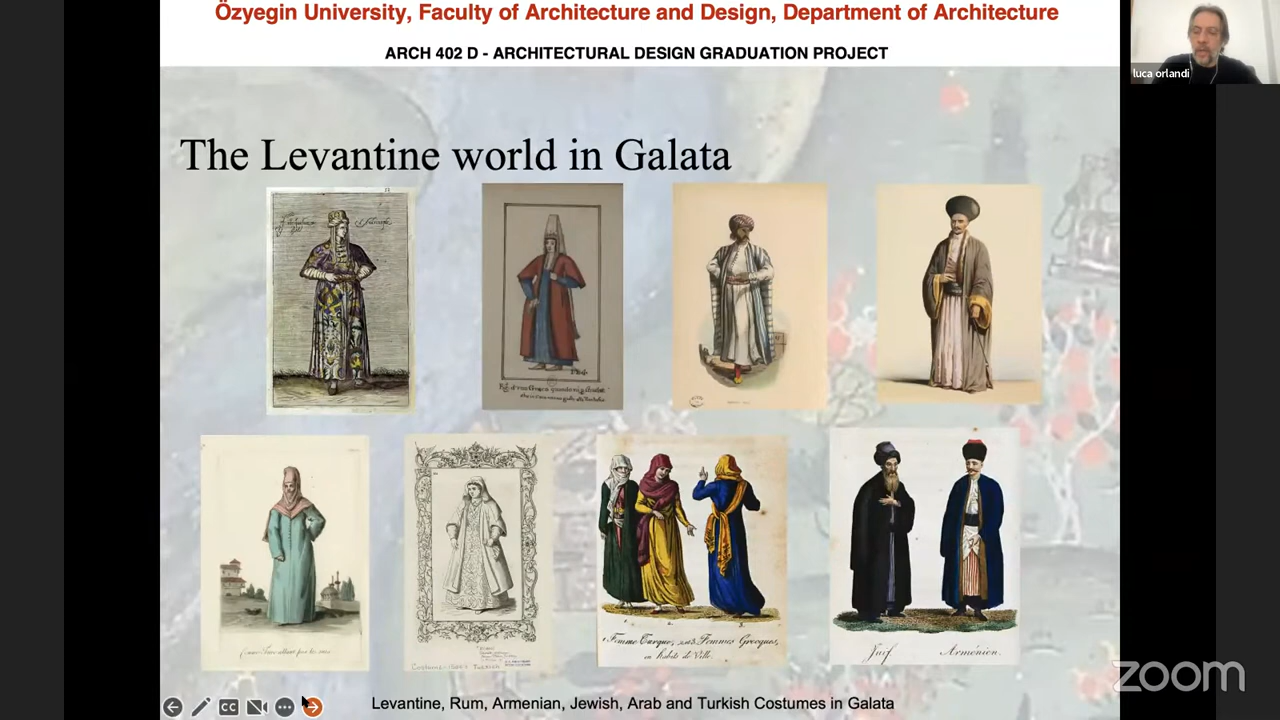 Özyegin University, Faculty of Architecture and Design, Department of Architecture
ARCH 402 D - ARCHITECTURAL DESIGN GRADUATION PROJECT
luca orlandi
The Levantine world in Galata
Femme Turque, et Femmes Grecques,
en habits de Ville
Juif Arménien
CC
Levantine, Rum, Armenian, Jewish, Arab and Turkish Costumes in Galata
zoom